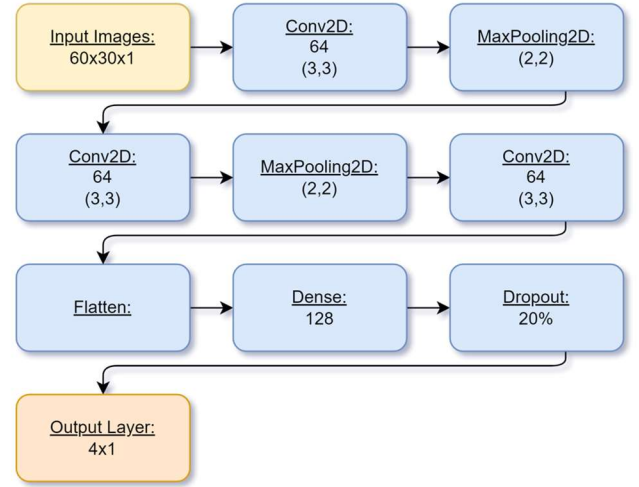 Input Images:
60x30x1
Conv2D:
64
(3,3)
MaxPooling2D:
(2,2)
Conv2D:
64
(3,3)
MaxPooling2D:
(2,2)
Conv2D:
64
(3,3)
Flatten:
Dense:
128
Dropout:
20%
Output Layer:
4x1